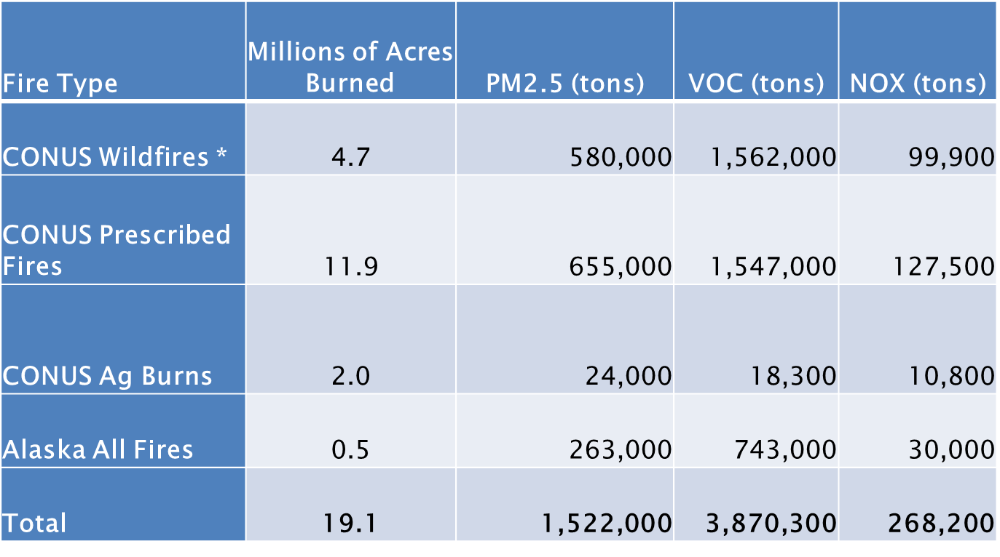 Fire Type Millions of Acres Burned PM2.5 (tons) VOC (tons) NOX (tons)
CONUS Wildfires * 4.7 580,000 1,562,000 99,900
CONUS Prescribed Fires 11.9 655,000 1,547,000 127,500
CONUS Ag Burns 2.0 24,000 18,300 10,800
Alaska All Fires 0.5 263,000 743,000 30,000
Total 19.1 1,522,000 3,870,300 268,200